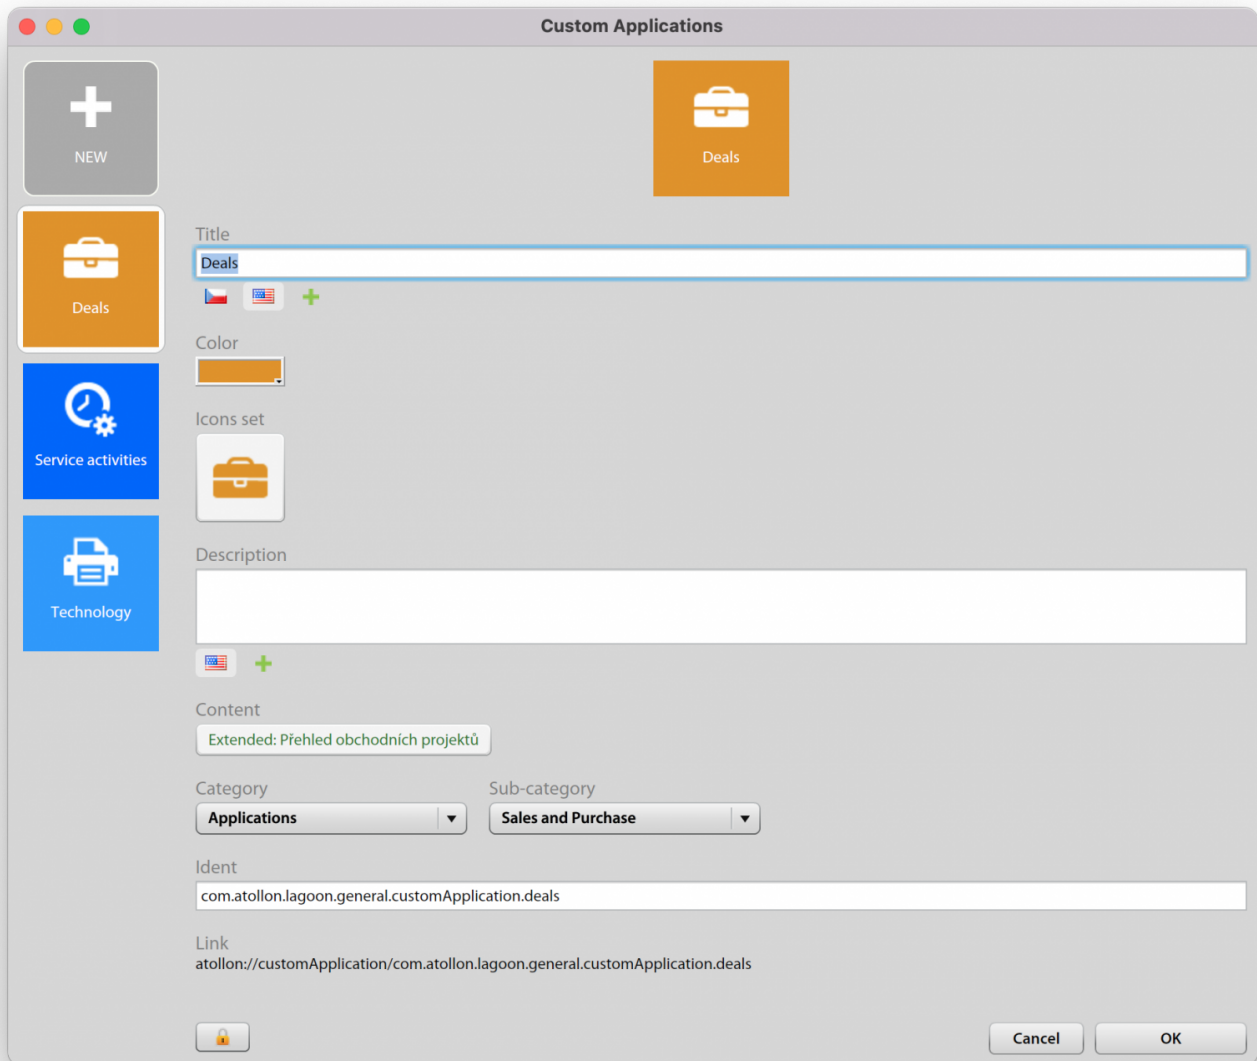 Custom Applications
NEW
Deals
Service activities
Technology
Deals
Title
Deals
Color
Icons set
Description
Content
Extended: Přehled obchodních projektů
Category
Sub-category
Applications
Sales and Purchase
Ident
com.atollon.lagoon.general.customApplication.deals
Link
atollon://customApplication/com.atollon.lagoon.general.customApplication.deals
Cancel
OK